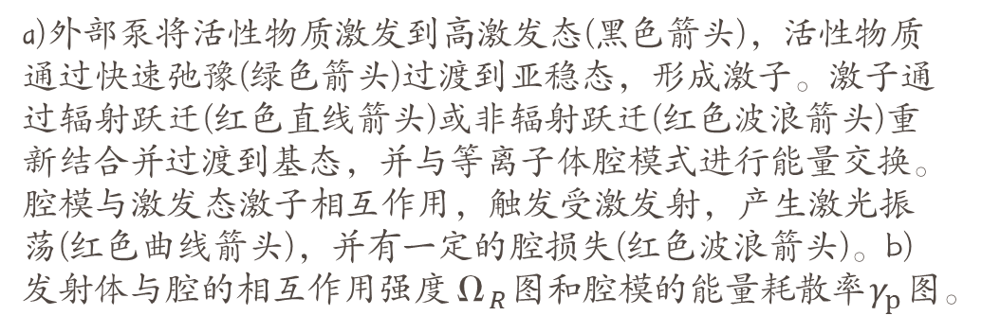 a)外部泵将活性物质激发到高激发态(黑色箭头)，活性物质
通过快速弛豫(绿色箭头)过渡到亚稳态，形成激子。激子通
过辐射跃迁(红色直线箭头)或非辐射跃迁(红色波浪箭头)重
新结合并过渡到基态，并与等离子体腔模式进行能量交换。
腔模与激发态激子相互作用，触发受激发射，产生激光振
荡(红色曲线箭头)，并有一定的腔损失(红色波浪箭头)。b)
发射体与腔的相互作用强度Ω_R图和腔模的能量耗散率γ_p图。